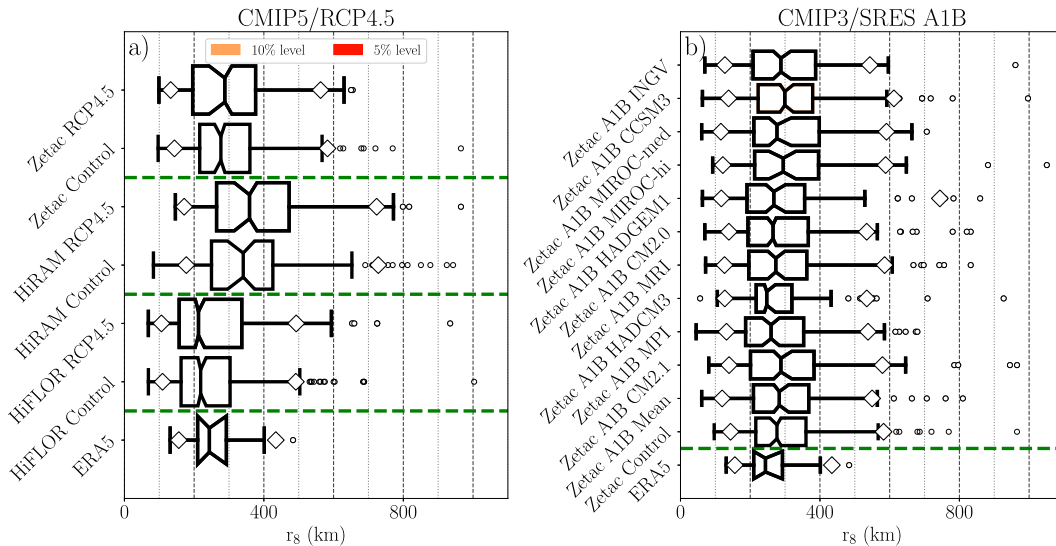 CMIP5/RCP4.5
a)
10% level
5% level
Zetac RCP4.5
Zetac Control
HiRAM RCP4.5
HiRAM Control
HiFLOR RCP4.5
HiFLOR Control
ERA5
0
400
800
r₈ (km)
CMIP3/SRES A1B
b)
Zetac A1B INGV
Zetac A1B CCSM3
Zetac A1B MIROC-med
Zetac A1B MIROC-hi
Zetac A1B HADGEM1
Zetac A1B CM2.0
Zetac A1B MRI
Zetac A1B HADCM3
Zetac A1B MPI
Zetac A1B CM2.1
Zetac A1B Mean
Zetac Control
ERA5
0
400
800
r₈ (km)